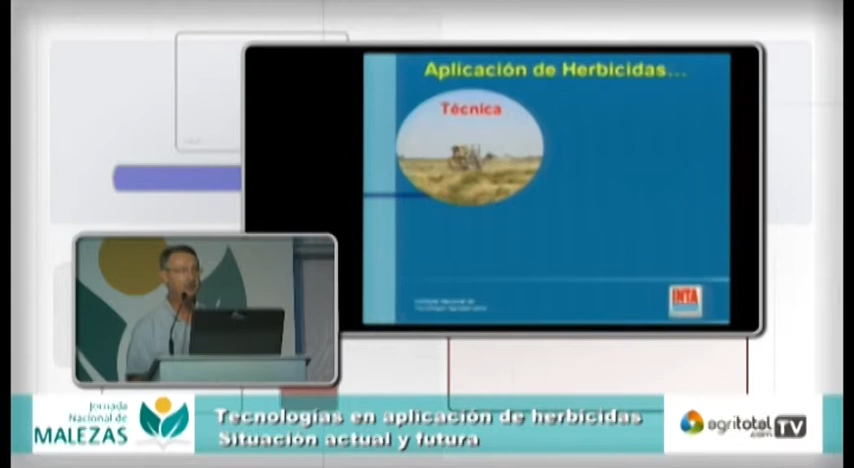 Aplicación de Herbicidas...
Técnica
INTA
Jornada
Nacional de
MALEZAS
Tecnologías en aplicación de herbicidas
Situación actual y futura
agritotal
.com
TV